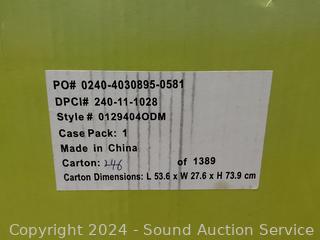 PO# 0240-4030895-0581
DPCI# 240-11-1028
Style # 0129404ODM
Case Pack: 1
Made in China
Carton: 246 of 1389
Carton Dimensions: L 53.6 x W 27.6 x H 73.9 cm
Copyright © 2024 - Sound Auction Service